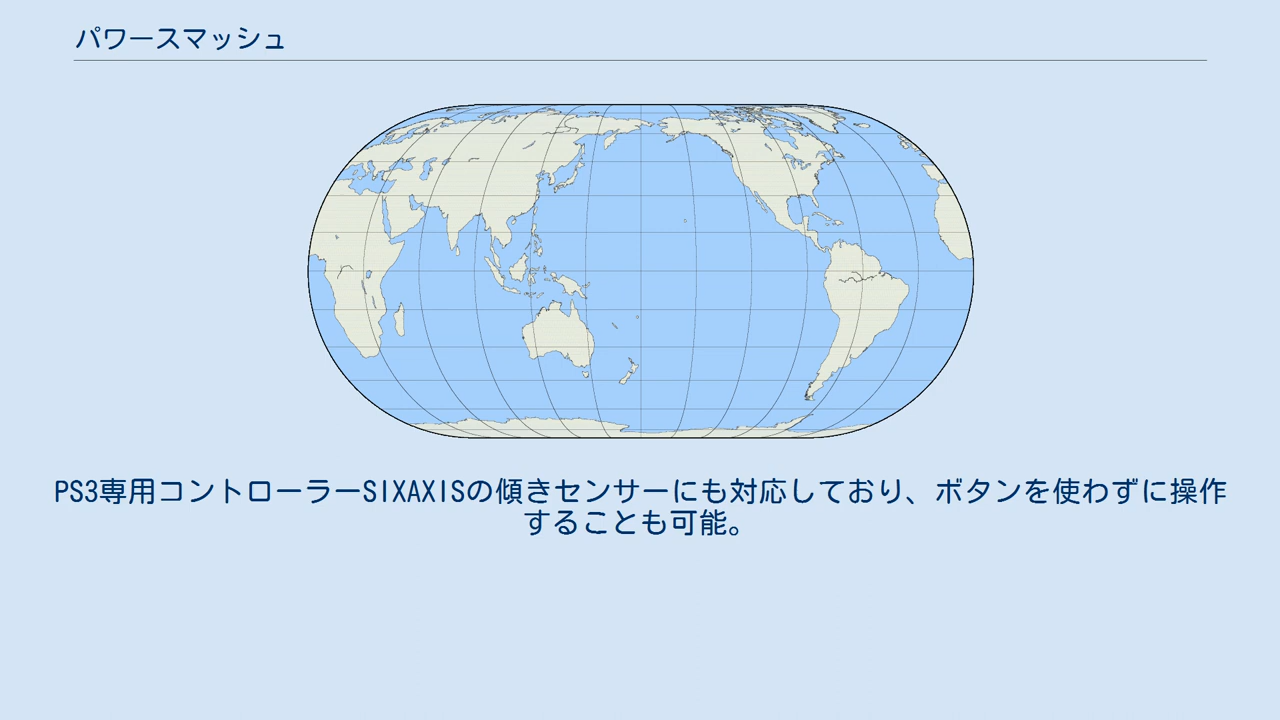 パワースマッシュ
PS3専用コントローラーSIXAXISの傾きセンサーにも対応しており、ボタンを使わずに操作
することも可能。